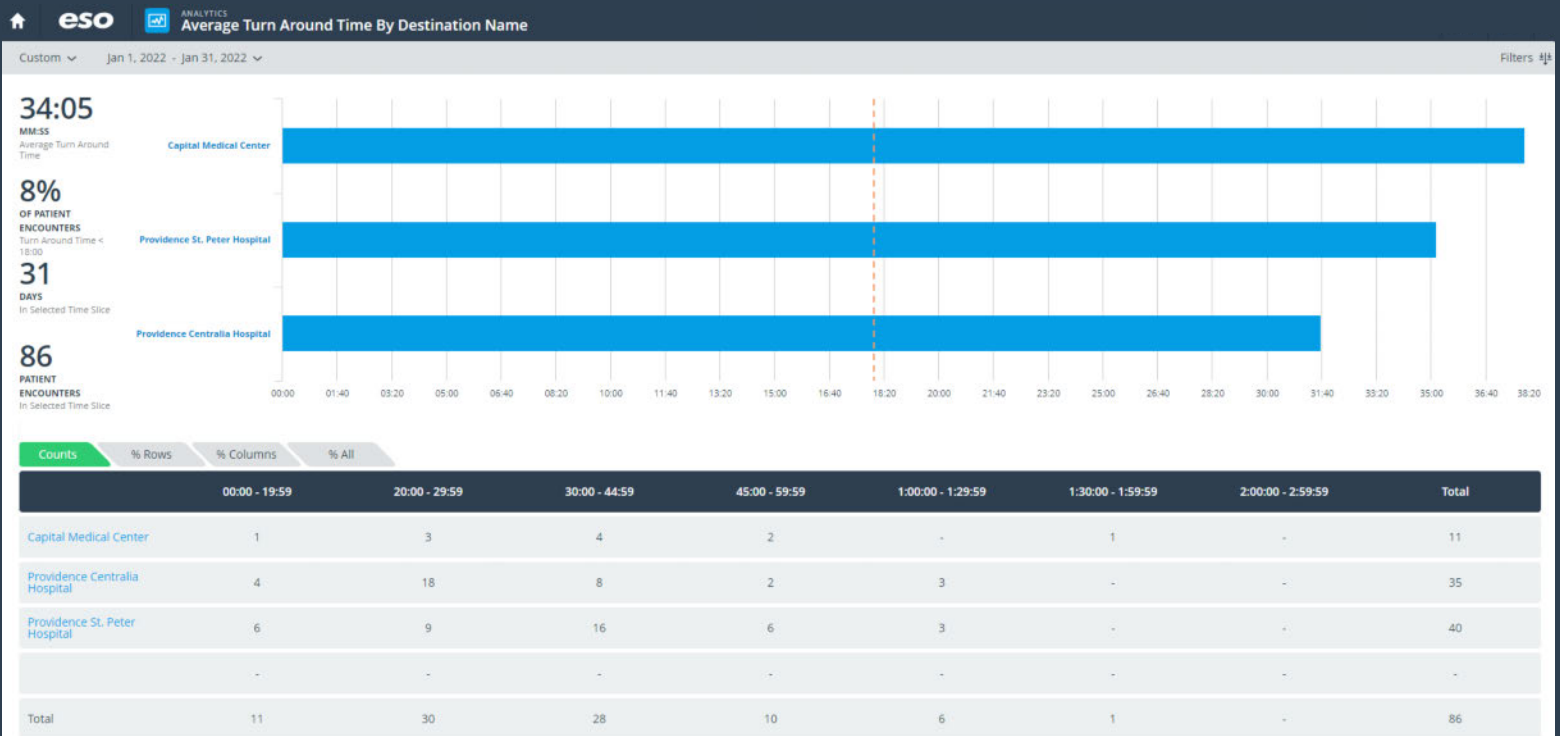 eso
ANALYTICS
Average Turn Around Time By Destination Name
Custom
Jan 1, 2022 - Jan 31, 2022
Filters
34:05
MM:SS
Average Turn Around
Time
8%
OF PATIENT
ENCOUNTERS
Turn Around Time <
18:00
31
DAYS
In Selected Time Slice
86
PATIENT
ENCOUNTERS
In Selected Time Slice
Capital Medical Center
Providence St. Peter Hospital
Providence Centralia Hospital
00:00 01:40 03:20 05:00 06:40 08:20 10:00 11:40 13:20 15:00 16:40 18:20 20:00 21:40 23:20 25:00 26:40 28:20 30:00 31:40 33:20 35:00 36:40 38:20
Counts % Rows % Columns % All
00:00 - 19:59 20:00 - 29:59 30:00 - 44:59 45:00 - 59:59 1:00:00 - 1:29:59 1:30:00 - 1:59:59 2:00:00 - 2:59:59 Total
Capital Medical Center 1 3 4 2 - 1 - 11
Providence Centralia
Hospital 4 18 8 2 3 - - 35
Providence St. Peter
Hospital 6 9 16 6 3 - - 40
- - - - - - - -
Total 11 30 28 10 6 1 - 86